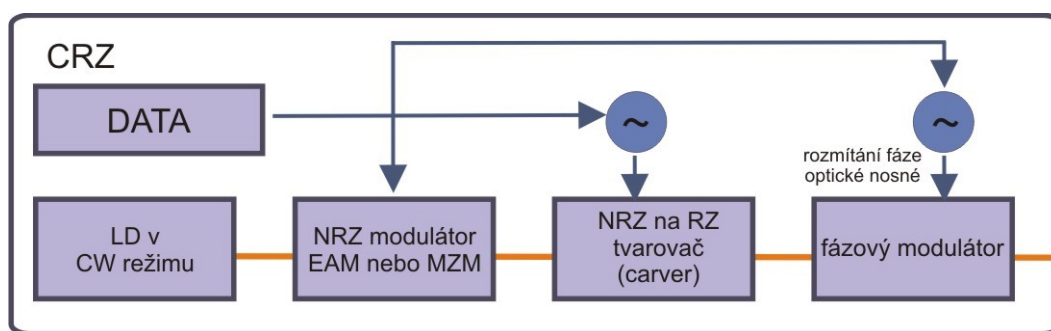 CRZ
DATA
~
~
rozmítání fáze
optické nosné
LD v
CW režimu
NRZ modulátor
EAM nebo MZM
NRZ na RZ
tvarovač
(carver)
fázový modulátor